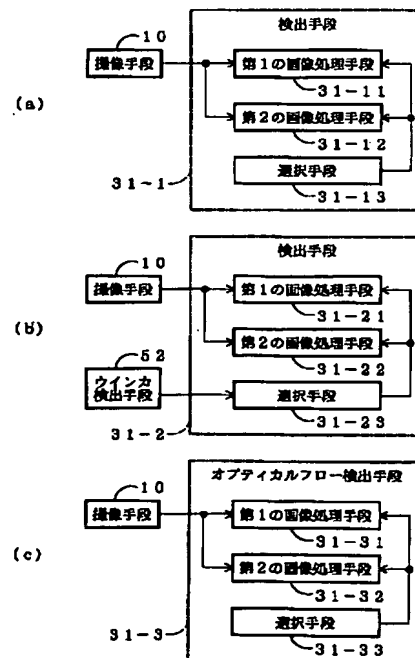 (a)
検出手段
10
撮像手段
第1の画像処理手段
31-11
第2の画像処理手段
31-12
選択手段
31-13
31-1
(b)
検出手段
10
撮像手段
第1の画像処理手段
31-21
第2の画像処理手段
31-22
52
ウインカ
検出手段
選択手段
31-23
31-2
(c)
オプティカルフロー検出手段
10
撮像手段
第1の画像処理手段
31-31
第2の画像処理手段
31-32
選択手段
31-33
31-3